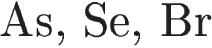 As, Se, Br